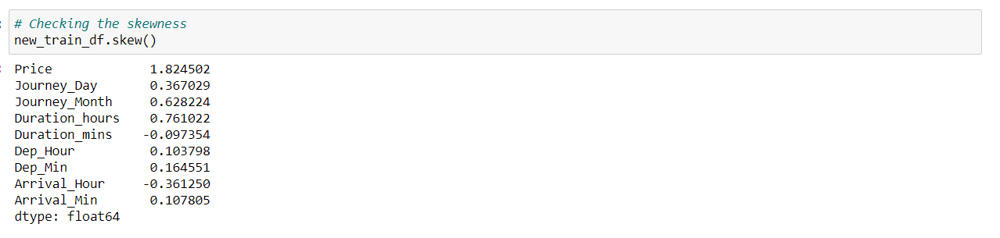 # Checking the skewness
new_train_df.skew()
Price 1.824502
Journey_Day 0.367029
Journey_Month 0.628224
Duration_hours 0.761022
Duration_mins -0.097354
Dep_Hour 0.103798
Dep_Min 0.164551
Arrival_Hour -0.361250
Arrival_Min 0.107805
dtype: float64